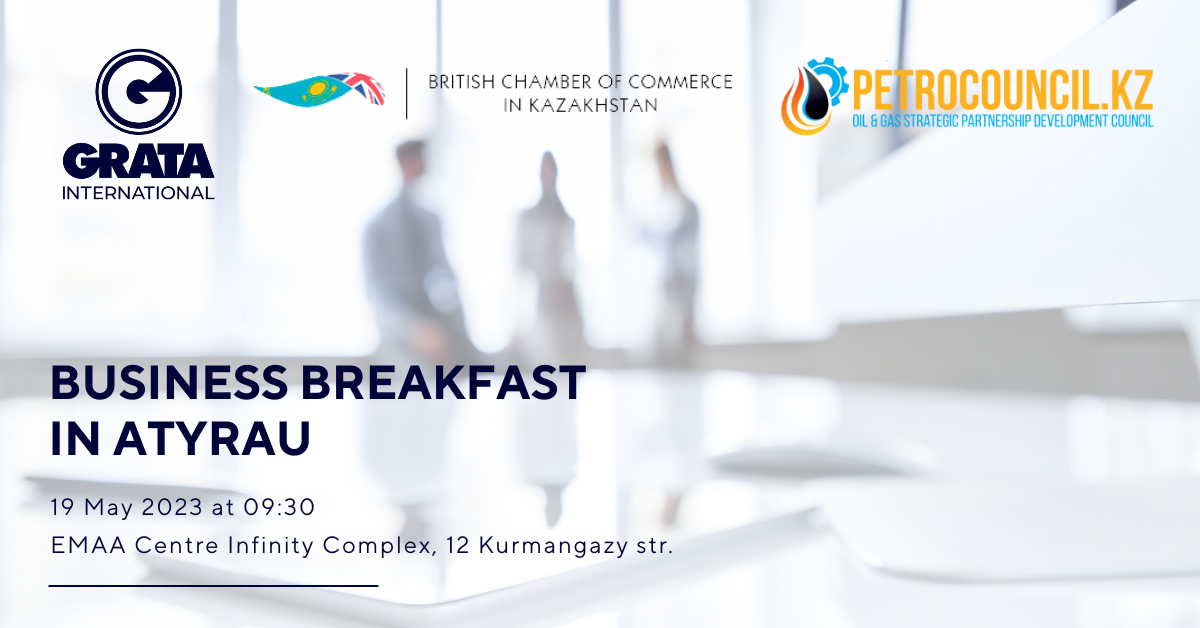 G
GRATA
INTERNATIONAL
BRITISH CHAMBER OF COMMERCE
IN KAZAKHSTAN
PETROCOUNCIL.KZ
OIL & GAS STRATEGIC PARTNERSHIP DEVELOPMENT COUNCIL
BUSINESS BREAKFAST
IN ATYRAU
19 May 2023 at 09:30
EMAA Centre Infinity Complex, 12 Kurmangazy str.